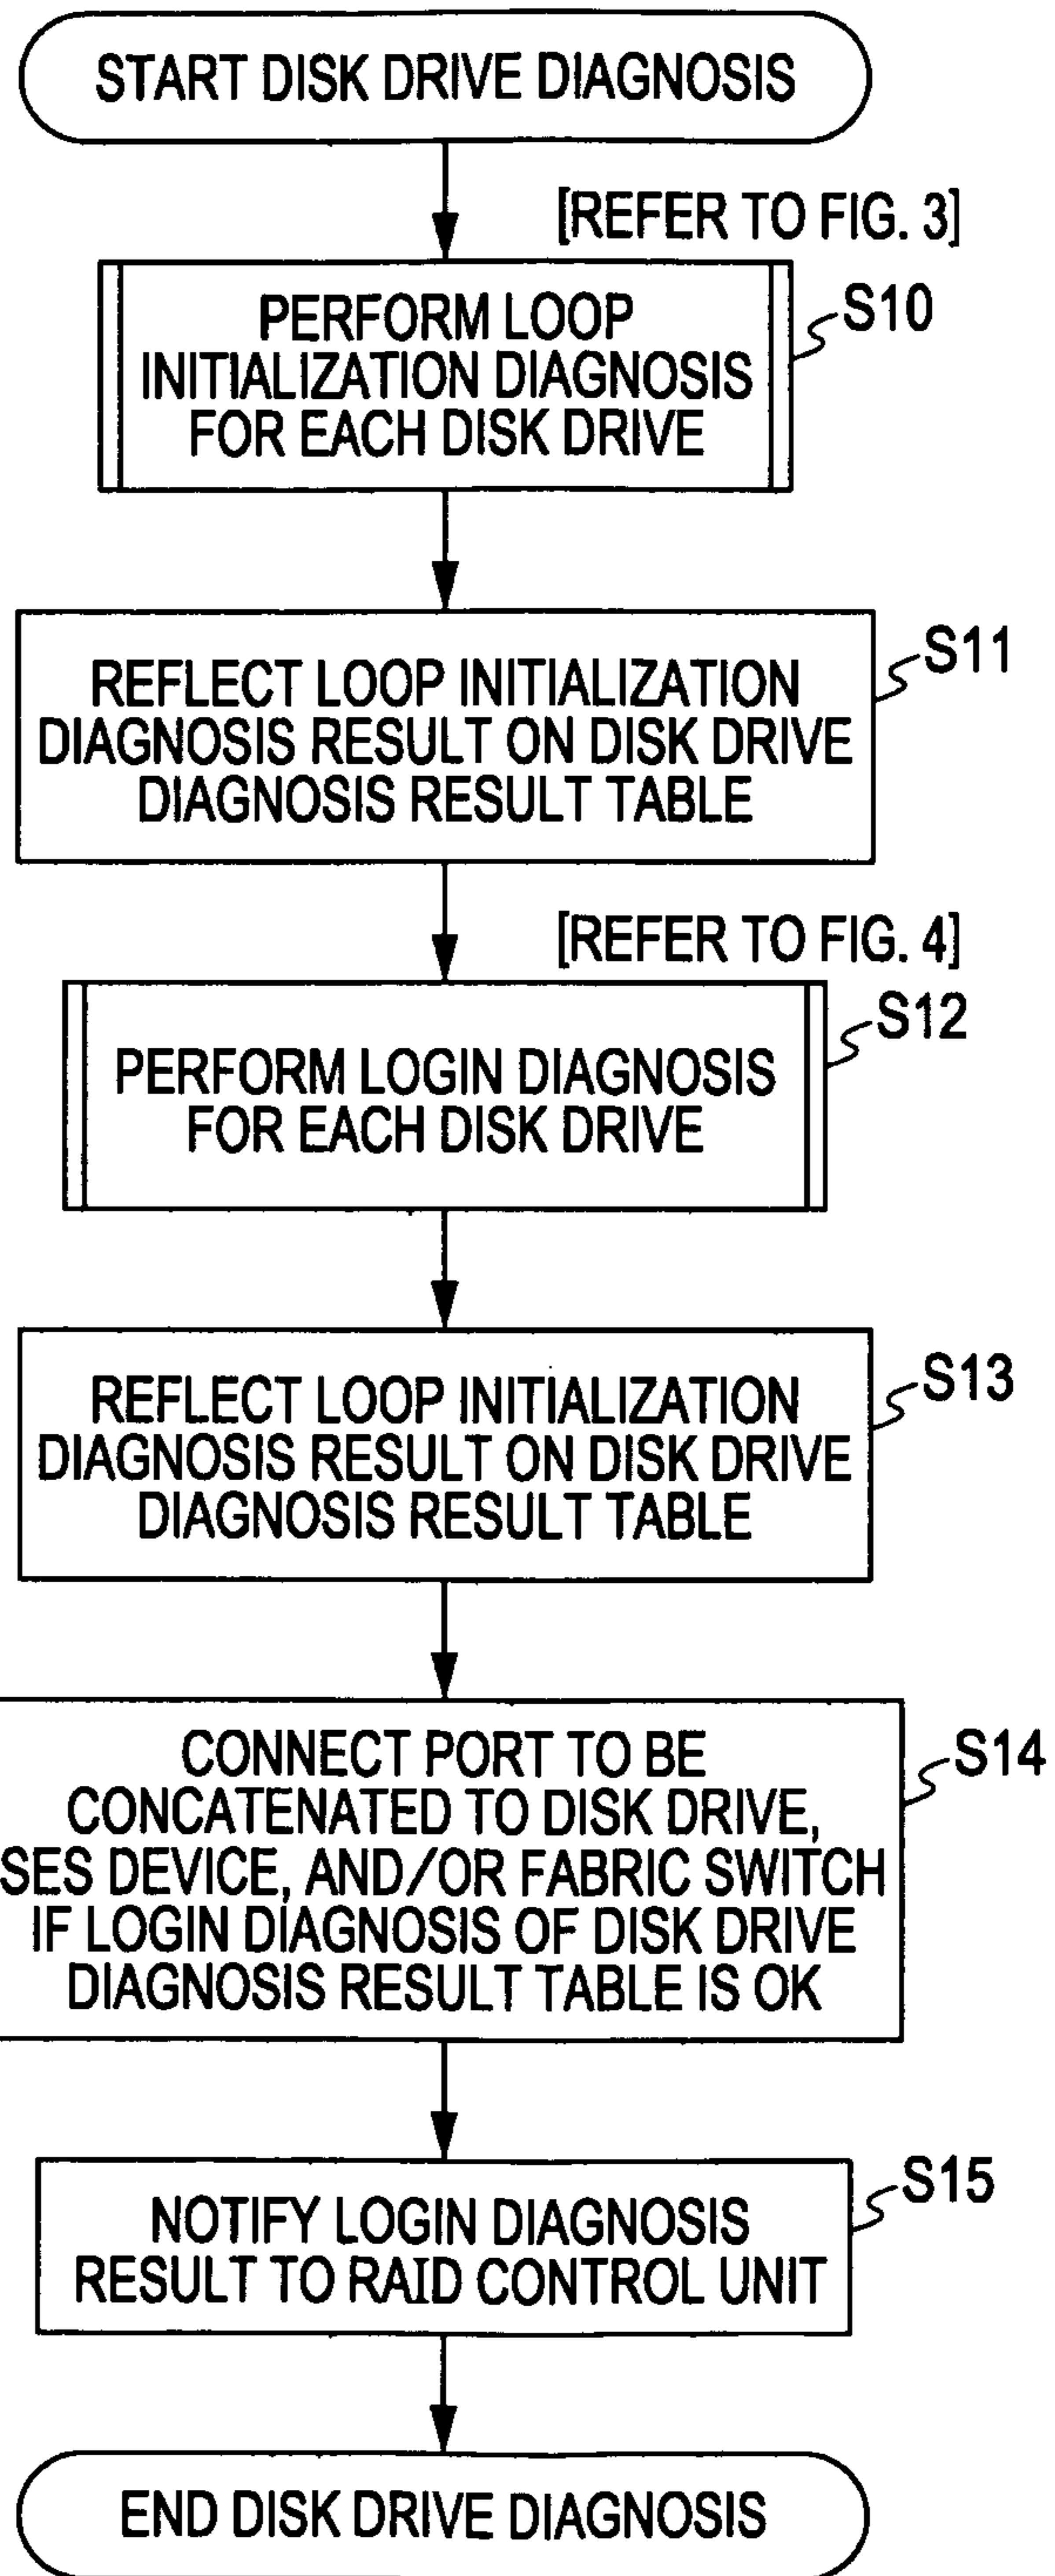 START DISK DRIVE DIAGNOSIS
[REFER TO FIG. 3]
S10
PERFORM LOOP
INITIALIZATION DIAGNOSIS
FOR EACH DISK DRIVE
S11
REFLECT LOOP INITIALIZATION
DIAGNOSIS RESULT ON DISK DRIVE
DIAGNOSIS RESULT TABLE
[REFER TO FIG. 4]
S12
PERFORM LOGIN DIAGNOSIS
FOR EACH DISK DRIVE
S13
REFLECT LOOP INITIALIZATION
DIAGNOSIS RESULT ON DISK DRIVE
DIAGNOSIS RESULT TABLE
S14
CONNECT PORT TO BE
CONCATENATED TO DISK DRIVE,
SES DEVICE, AND/OR FABRIC SWITCH
IF LOGIN DIAGNOSIS OF DISK DRIVE
DIAGNOSIS RESULT TABLE IS OK
S15
NOTIFY LOGIN DIAGNOSIS
RESULT TO RAID CONTROL UNIT
END DISK DRIVE DIAGNOSIS